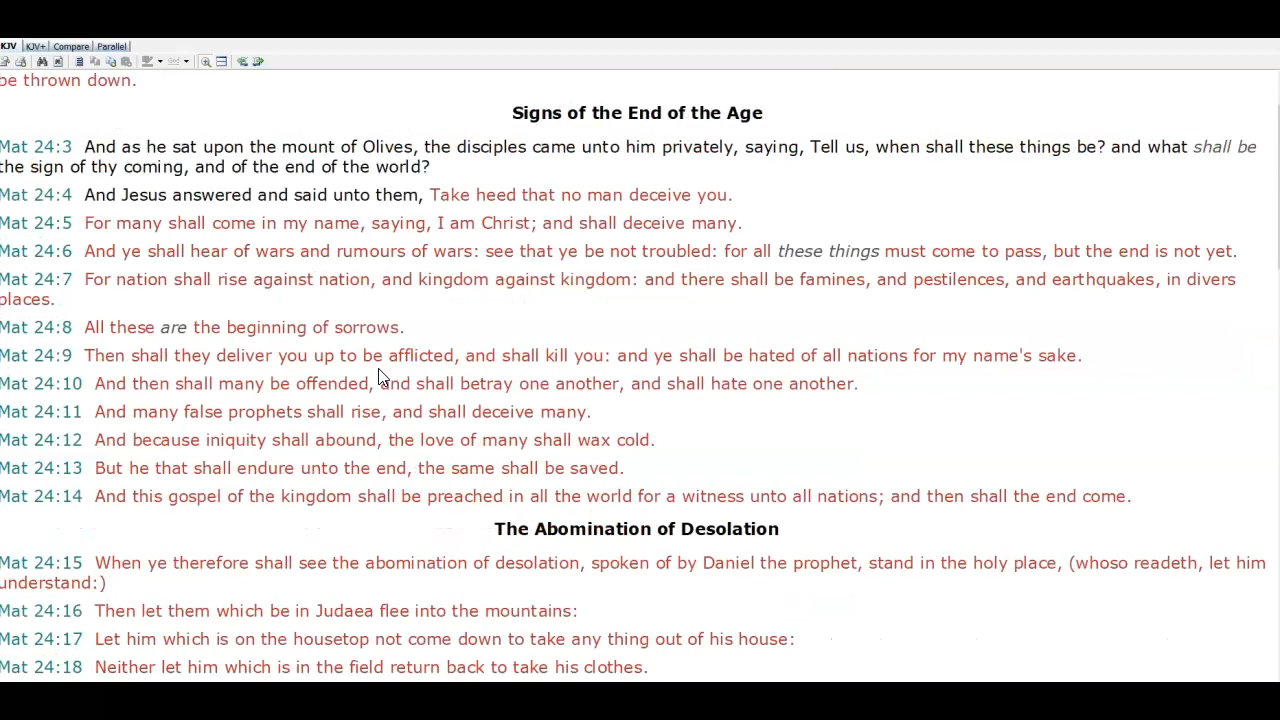 KJV KJV+ Compare Parallel
be thrown down.
Signs of the End of the Age
Mat 24:3 And as he sat upon the mount of Olives, the disciples came unto him privately, saying, Tell us, when shall these things be? and what shall be
the sign of thy coming, and of the end of the world?
Mat 24:4 And Jesus answered and said unto them, Take heed that no man deceive you.
Mat 24:5 For many shall come in my name, saying, I am Christ; and shall deceive many.
Mat 24:6 And ye shall hear of wars and rumours of wars: see that ye be not troubled: for all these things must come to pass, but the end is not yet.
Mat 24:7 For nation shall rise against nation, and kingdom against kingdom: and there shall be famines, and pestilences, and earthquakes, in divers
places.
Mat 24:8 All these are the beginning of sorrows.
Mat 24:9 Then shall they deliver you up to be afflicted, and shall kill you: and ye shall be hated of all nations for my name's sake.
Mat 24:10 And then shall many be offended, and shall betray one another, and shall hate one another.
Mat 24:11 And many false prophets shall rise, and shall deceive many.
Mat 24:12 And because iniquity shall abound, the love of many shall wax cold.
Mat 24:13 But he that shall endure unto the end, the same shall be saved.
Mat 24:14 And this gospel of the kingdom shall be preached in all the world for a witness unto all nations; and then shall the end come.
The Abomination of Desolation
Mat 24:15 When ye therefore shall see the abomination of desolation, spoken of by Daniel the prophet, stand in the holy place, (whoso readeth, let him
understand:)
Mat 24:16 Then let them which be in Judaea flee into the mountains:
Mat 24:17 Let him which is on the housetop not come down to take any thing out of his house:
Mat 24:18 Neither let him which is in the field return back to take his clothes.